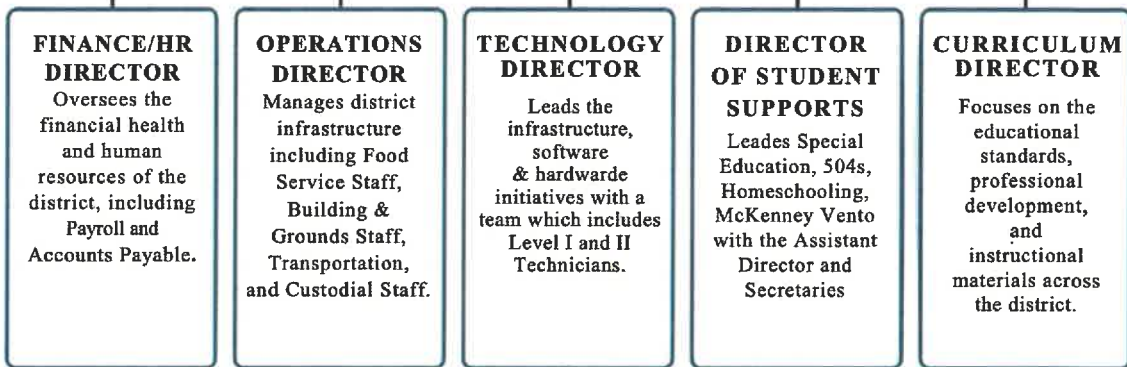 FINANCE/HR
DIRECTOR
Oversees the
financial health
and human
resources of the
district, including
Payroll and
Accounts Payable.
OPERATIONS
DIRECTOR
Manages district
infrastructure
including Food
Service Staff,
Building &
Grounds Staff,
Transportation,
and Custodial Staff.
TECHNOLOGY
DIRECTOR
Leads the
infrastructure,
software
& hardwarde
initiatives with a
team which includes
Level I and II
Technicians.
DIRECTOR
OF STUDENT
SUPPORTS
Leades Special
Education, 504s,
Homeschooling,
McKenney Vento
with the Assistant
Director and
Secretaries
CURRICULUM
DIRECTOR
Focuses on the
educational
standards,
professional
development,
and
instructional
materials across
the district.